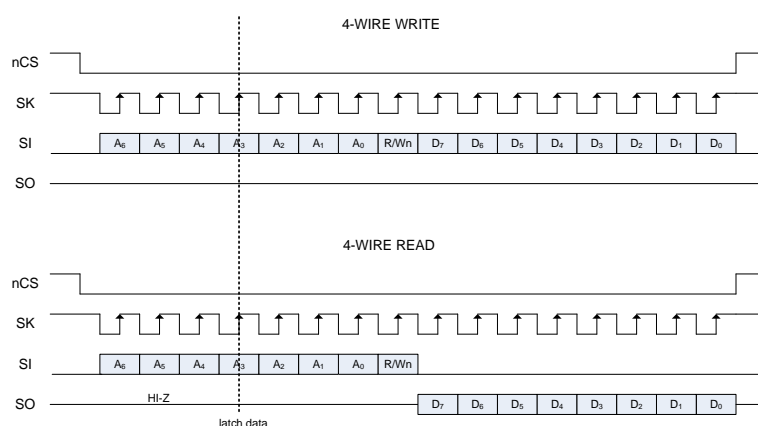 4-WIRE WRITE
nCS
SK
SI A₆ A₅ A₄ A₃ A₂ A₁ A₀ R/Wn D₇ D₆ D₅ D₄ D₃ D₂ D₁ D₀
SO
4-WIRE READ
nCS
SK
SI A₆ A₅ A₄ A₃ A₂ A₁ A₀ R/Wn
HI-Z
SO D₇ D₆ D₅ D₄ D₃ D₂ D₁ D₀
latch data